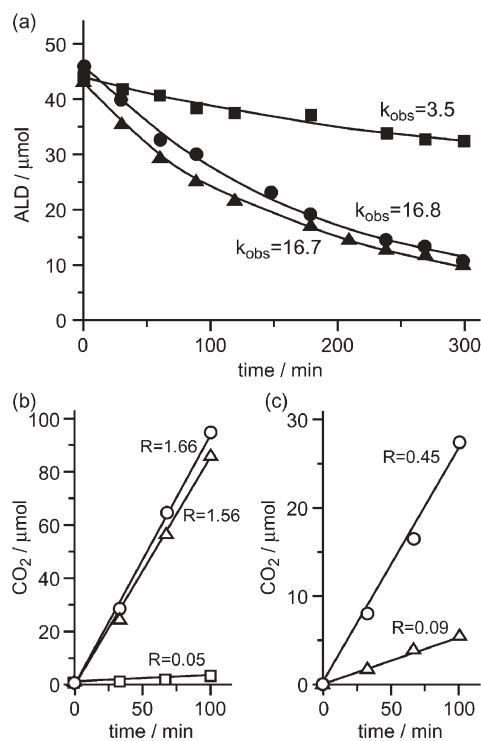 (a)
50
40
30
20
10
0
ALD / μmol
k_obs=3.5
k_obs=16.8
k_obs=16.7
0 100 200 300
time / min
(b)
100
80
60
40
20
0
CO₂ / μmol
R=1.66
R=1.56
R=0.05
0 50 100
time / min
(c)
30
20
10
0
CO₂ / μmol
R=0.45
R=0.09
0 50 100
time / min